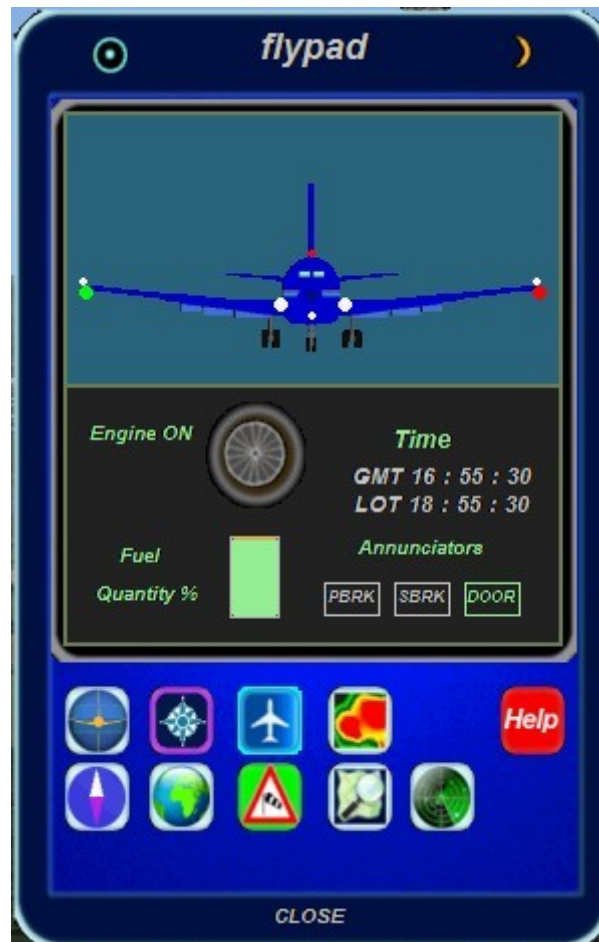 flypad
Engine ON
Time
GMT 16 : 55 : 30
LOT 18 : 55 : 30
Fuel
Quantity %
Annunciators
PBRK SBRK DOOR
Help
CLOSE